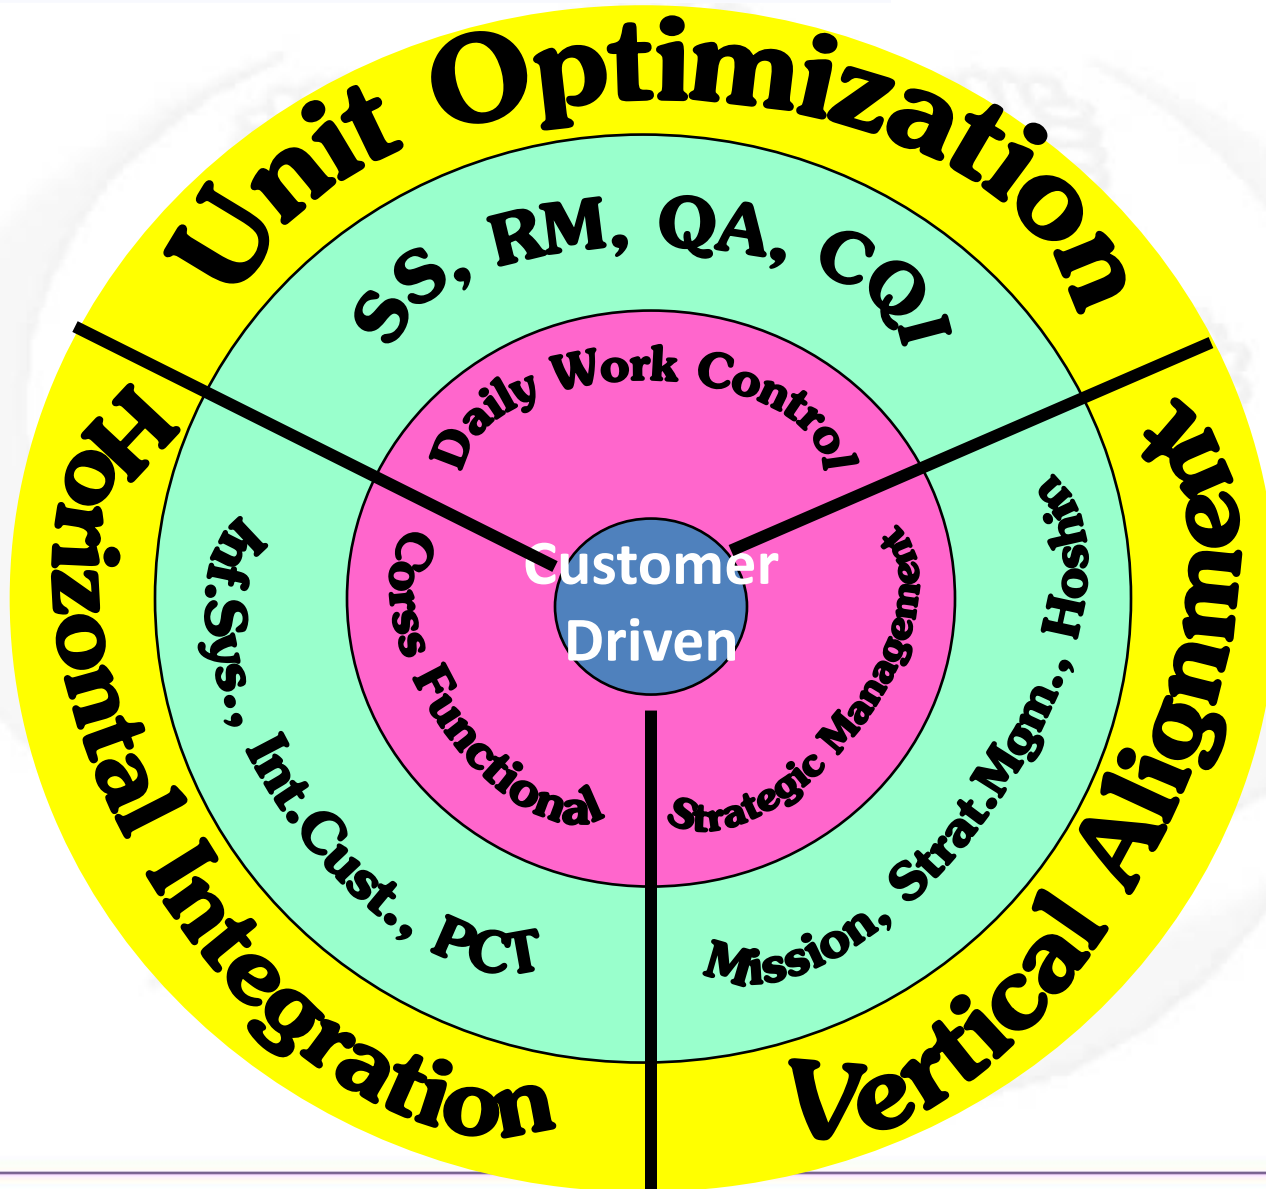 Unit Optimization
SS, RM, QA, CQI
Daily Work Control
Customer
Driven
Horizontal Integration
Inf.Sys., Int.Cust., PCT
Corss Functional
Strategic Management
Mission, Strat.Mgm., Hoshin
Vertical Alignment